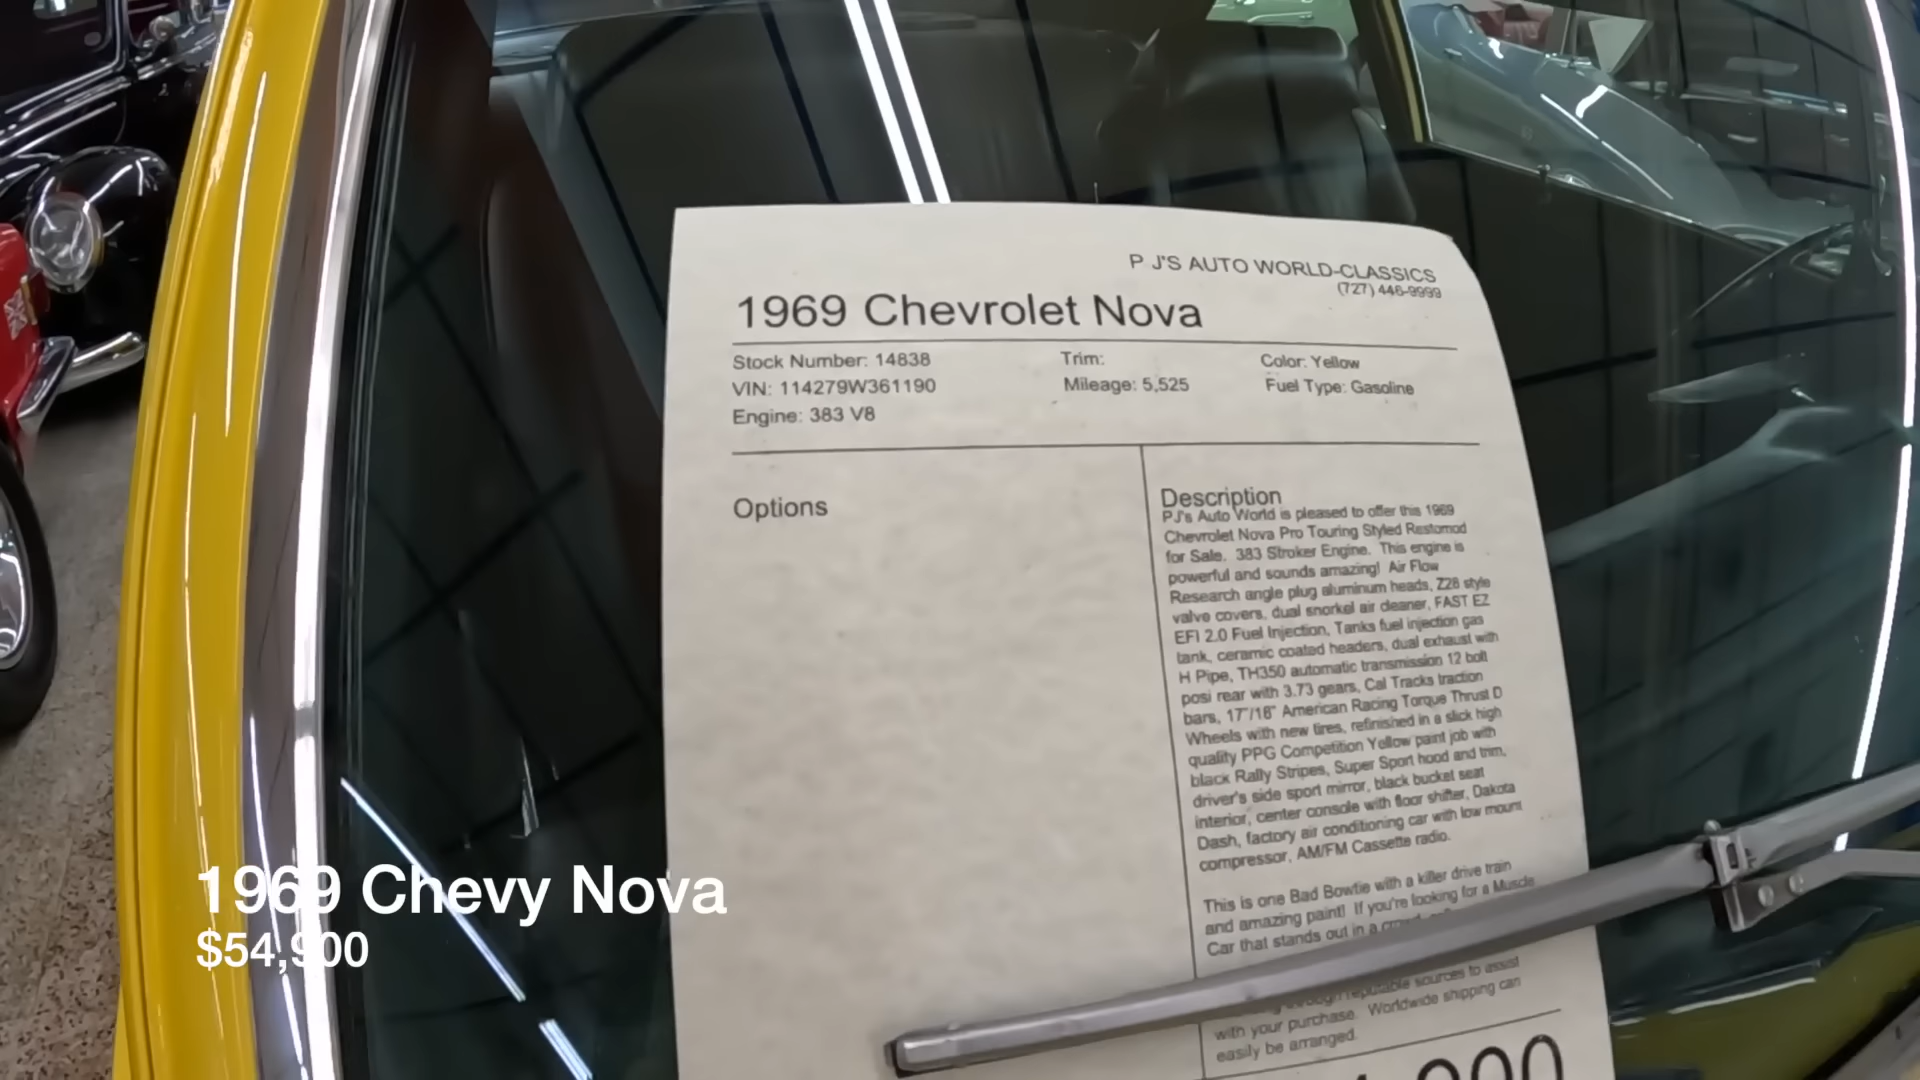 P J'S AUTO WORLD-CLASSICS
(727) 446-9999
1969 Chevrolet Nova
Stock Number: 14838
Trim:
Color: Yellow
VIN: 114279W361190
Mileage: 5,525
Fuel Type: Gasoline
Engine: 383 V8
Options
Description
PJ's Auto World is pleased to offer this 1969
Chevrolet Nova Pro Touring Styled Restomod
for Sale. 383 Stroker Engine. This engine is
powerful and sounds amazing! Air Flow
Research angle plug aluminum heads, Z28 style
valve covers, dual snorkel air cleaner, FAST EZ
EFI 2.0 Fuel Injection, Tanks fuel injection gas
tank, ceramic coated headers, dual exhaust with
H Pipe, TH350 automatic transmission 12 bolt
posi rear with 3.73 gears, Cal Tracks traction
bars, 17"/18" American Racing Torque Thrust D
Wheels with new tires, refinished in a slick high
quality PPG Competition Yellow paint job with
black Rally Stripes, Super Sport hood and trim,
driver's side sport mirror, black bucket seat
interior, center console with floor shifter, Dakota
Dash, factory air conditioning car with low mount
compressor, AM/FM Cassette radio.
This is one Bad Bowtie with a killer drive train
and amazing paint! If you're looking for a Muscle
Car that stands out in a
reputable sources to assist
with your purchase. Worldwide shipping can
easily be arranged.
1969 Chevy Nova
$54,900